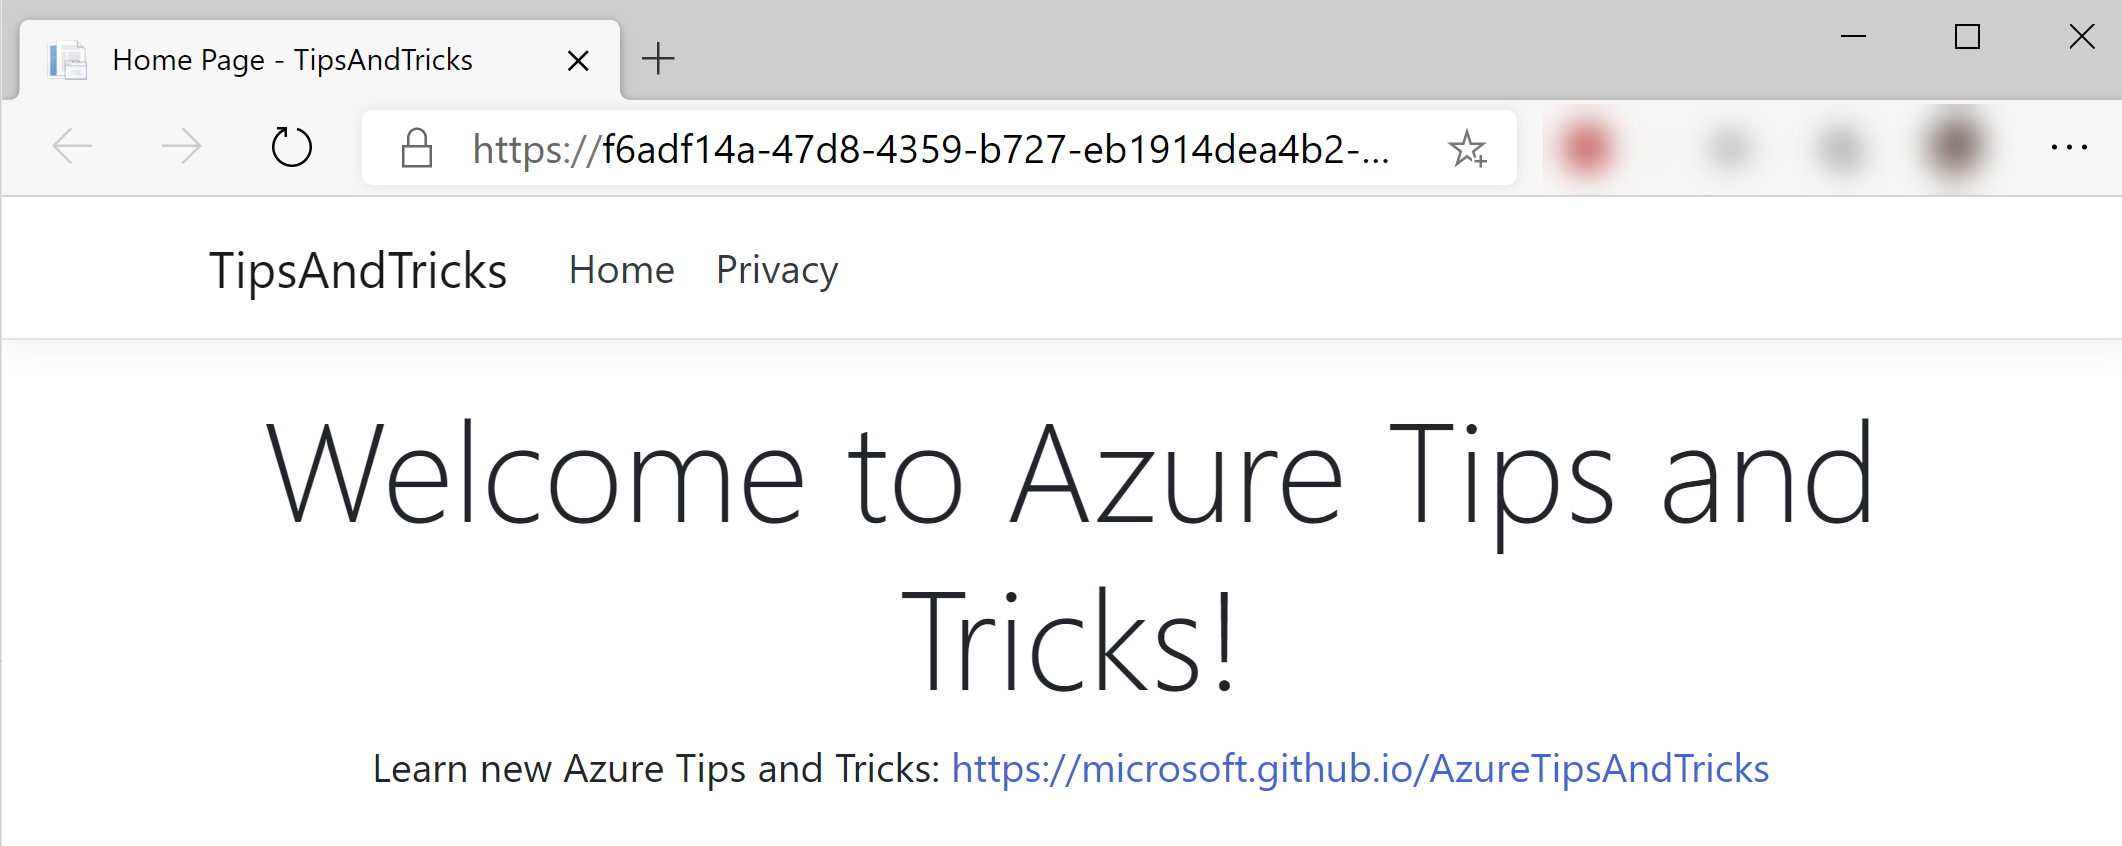 Home Page - TipsAndTricks
https://f6adf14a-47d8-4359-b727-eb1914dea4b2-...
TipsAndTricks Home Privacy
Welcome to Azure Tips and
Tricks!
Learn new Azure Tips and Tricks: https://microsoft.github.io/AzureTipsAndTricks